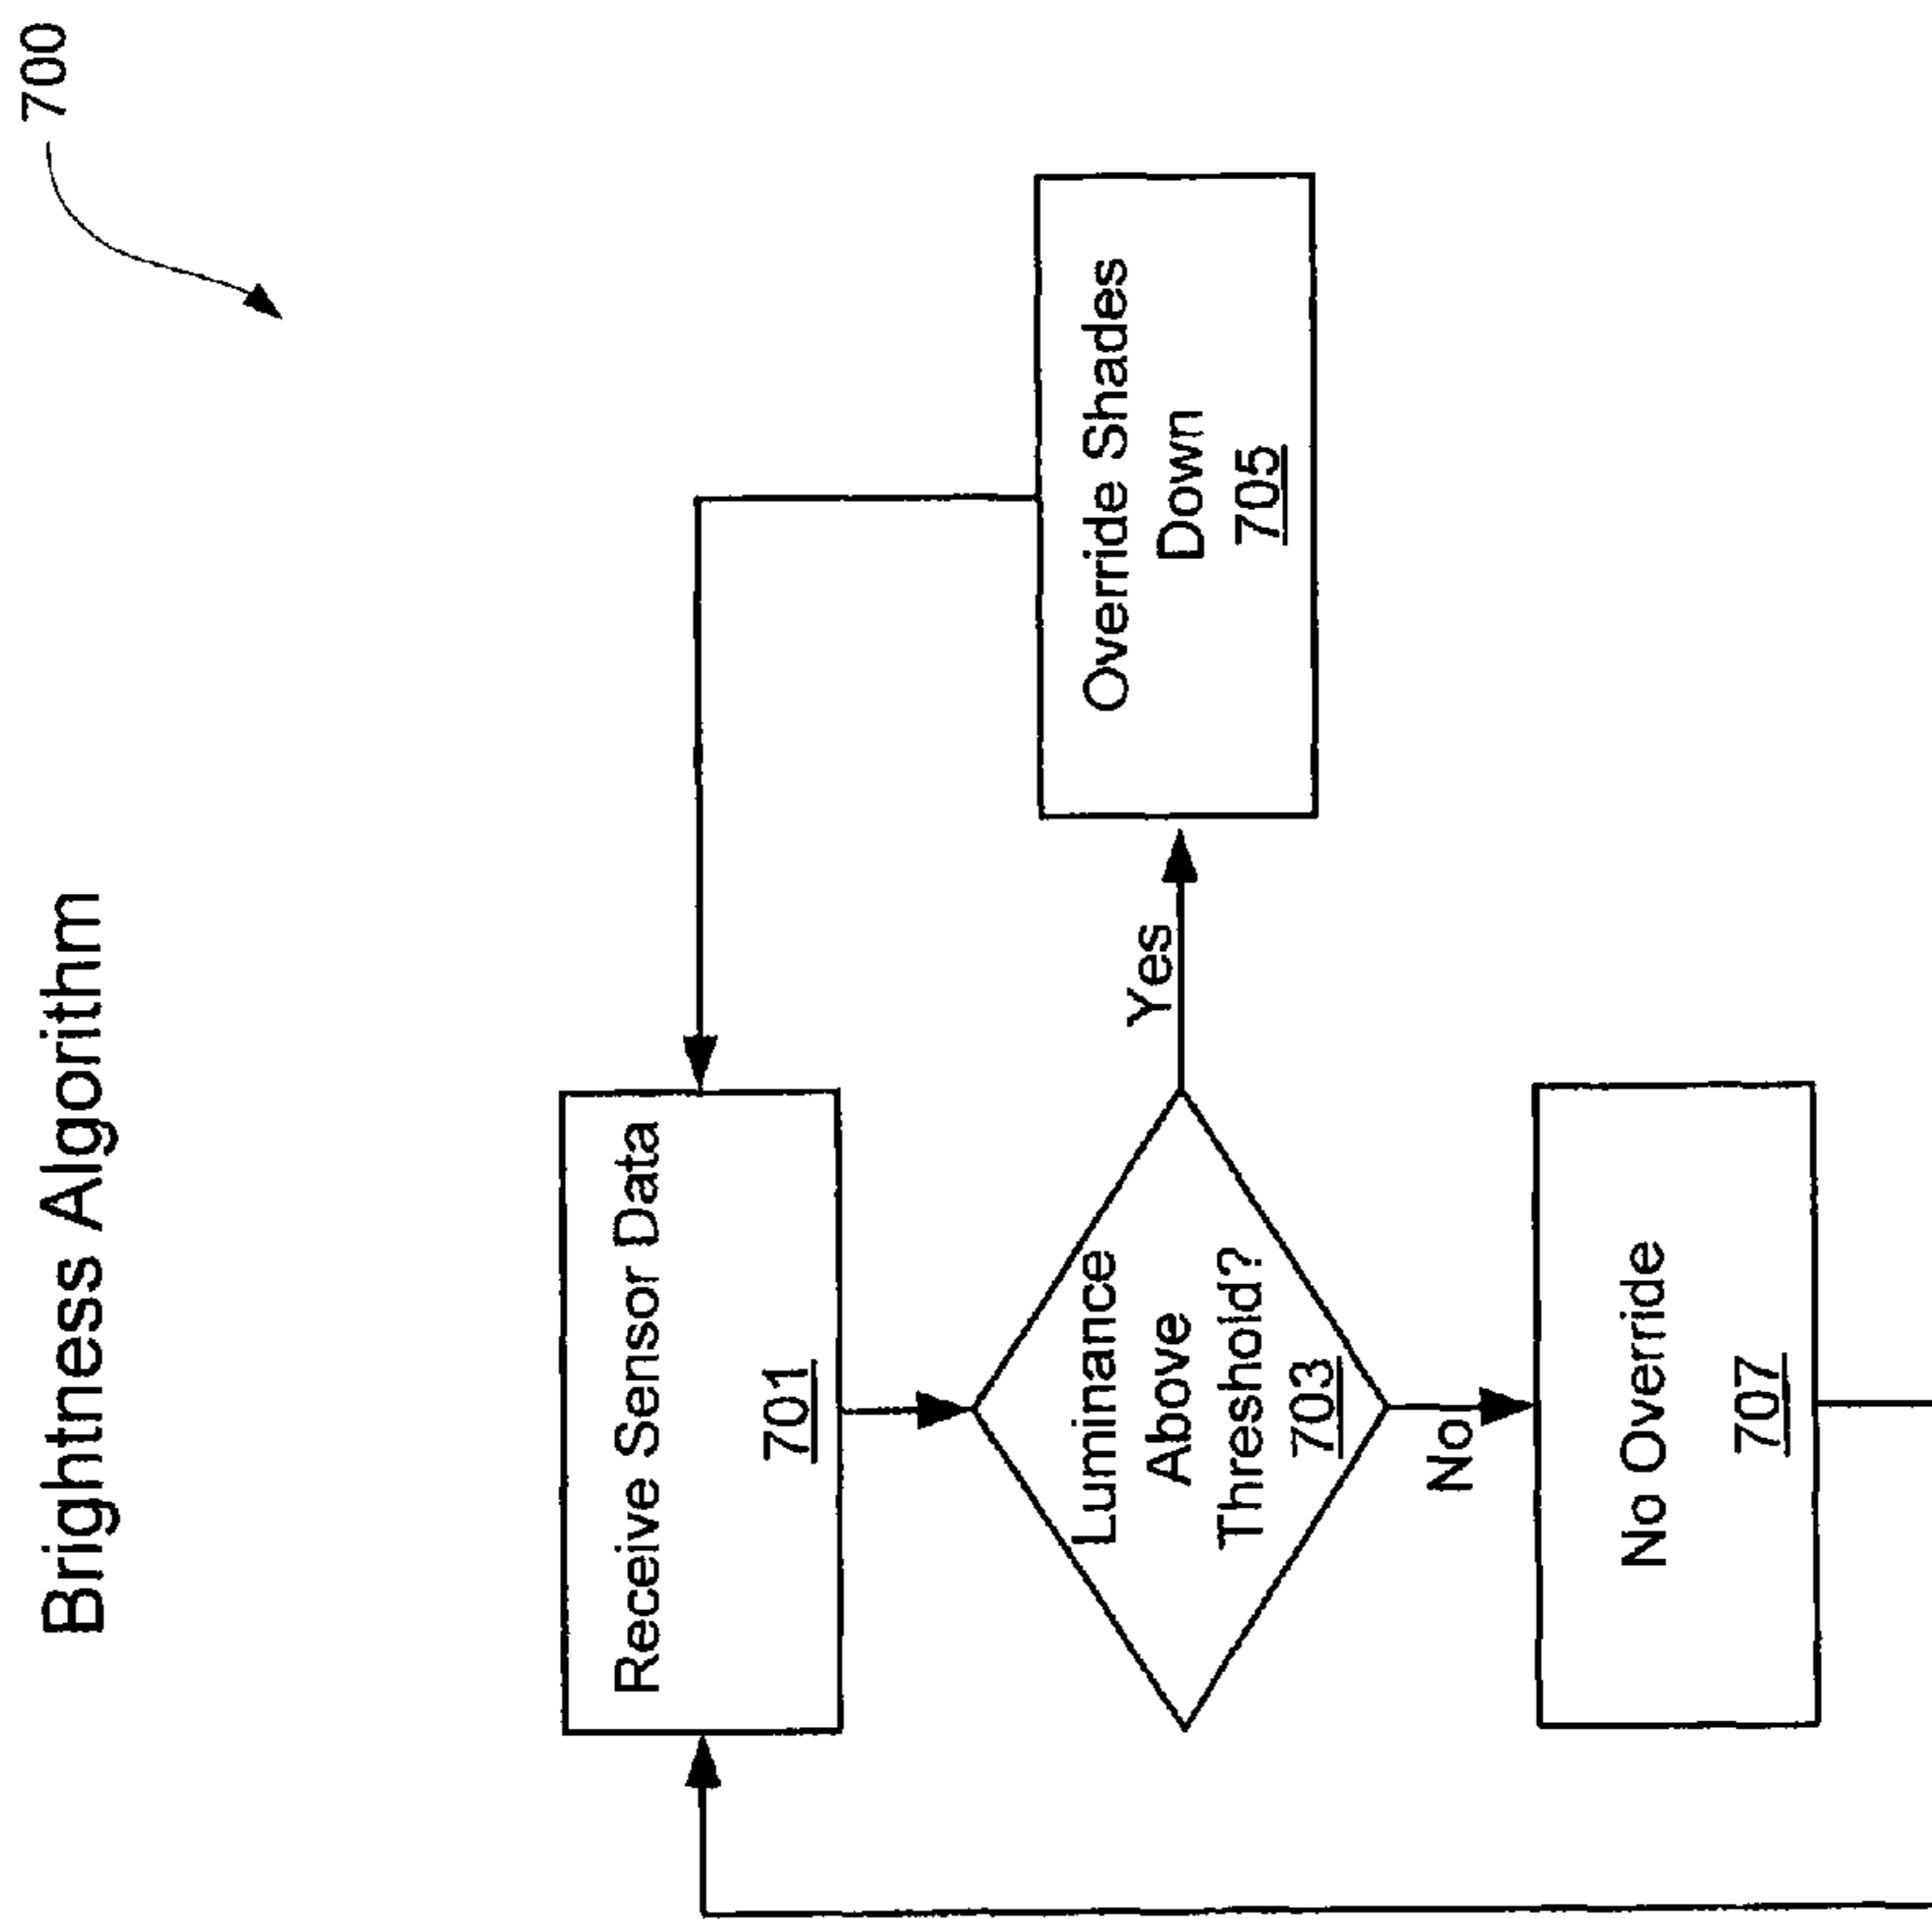 Brightness Algorithm
700
Receive Sensor Data
701
Luminance
Above
Threshold?
703
Yes
Override Shades
Down
705
No
No Override
707